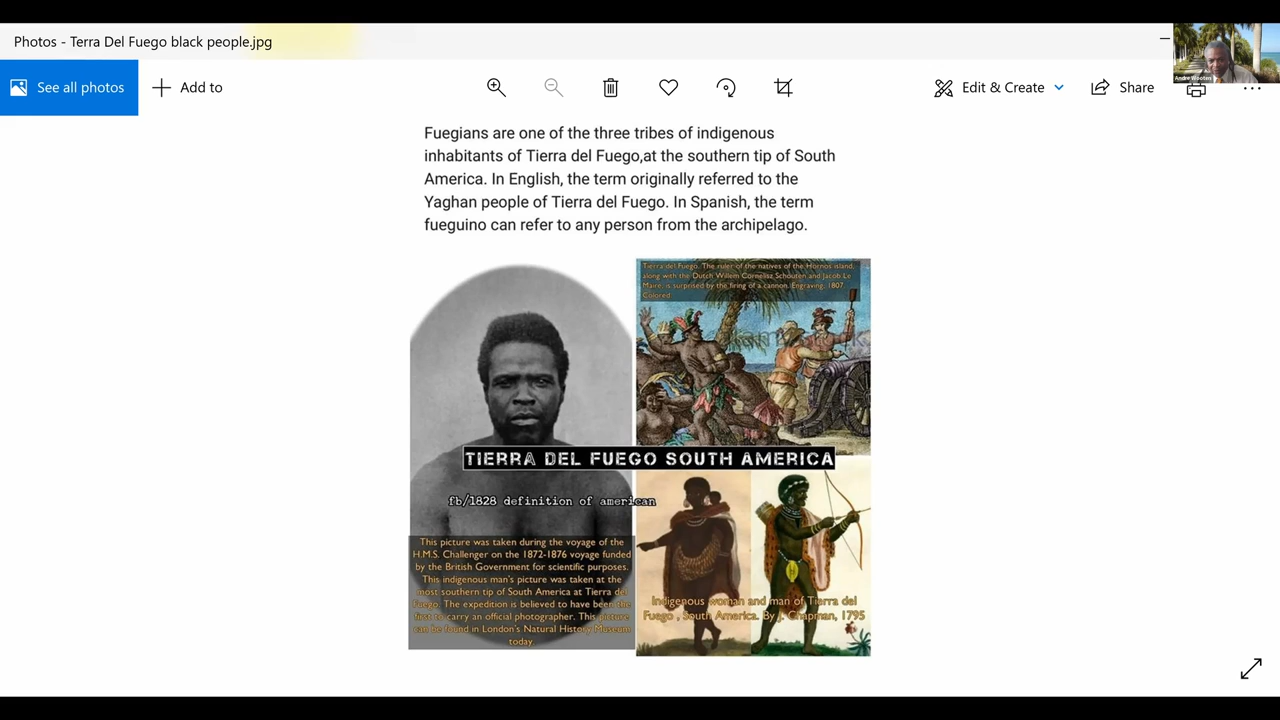 Photos - Terra Del Fuego black people.jpg
See all photos
Add to
Edit & Create
Share
Andre Wooten
Fuegians are one of the three tribes of indigenous
inhabitants of Tierra del Fuego,at the southern tip of South
America. In English, the term originally referred to the
Yaghan people of Tierra del Fuego. In Spanish, the term
fueguino can refer to any person from the archipelago.
Tierra del Fuego. The ruler of the natives of the Hornos island,
along with the Dutch Willem Cornelisz Schouten and Jacob Le
Maire, is surprised by the firing of a cannon. Engraving, 1807.
Colored.
TIERRA DEL FUEGO SOUTH AMERICA
fb/1828 definition of american
This picture was taken during the voyage of the
H.M.S. Challenger on the 1872-1876 voyage funded
by the British Government for scientific purposes.
This indigenous man's picture was taken at the
most southern tip of South America at Tierra del
Fuego. The expedition is believed to have been the
first to carry an official photographer. This picture
can be found in London's Natural History Museum
today.
Indigenous woman and man of Tierra del
Fuego , South America. By J. Chapman, 1795